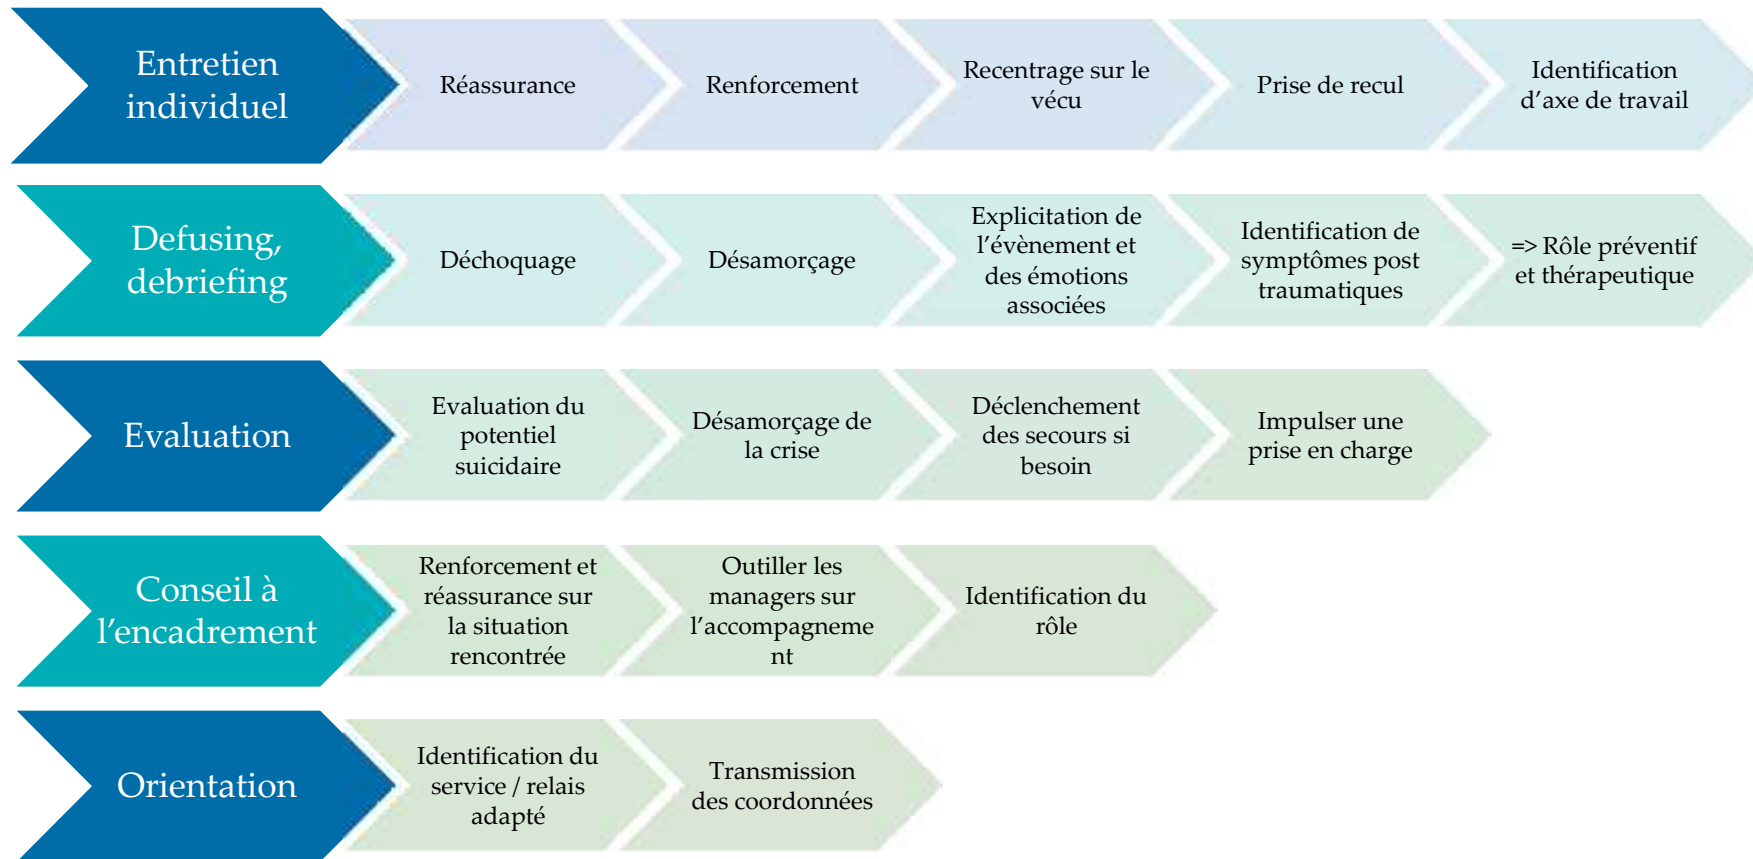 Entretien
individuel
Réassurance
Renforcement
Recentrage sur le
vécu
Prise de recul
Identification
d’axe de travail
Defusing,
debriefing
Déchoquage
Désamorçage
Explicitation de
l’évènement et
des émotions
associées
Identification de
symptômes post
traumatiques
=> Rôle préventif
et thérapeutique
Evaluation
Evaluation du
potentiel
suicidaire
Désamorçage de
la crise
Déclenchement
des secours si
besoin
Impulser une
prise en charge
Conseil à
l’encadrement
Renforcement et
réassurance sur
la situation
rencontrée
Outiller les
managers sur
l’accompagneme
nt
Identification du
rôle
Orientation
Identification du
service / relais
adapté
Transmission
des coordonnées